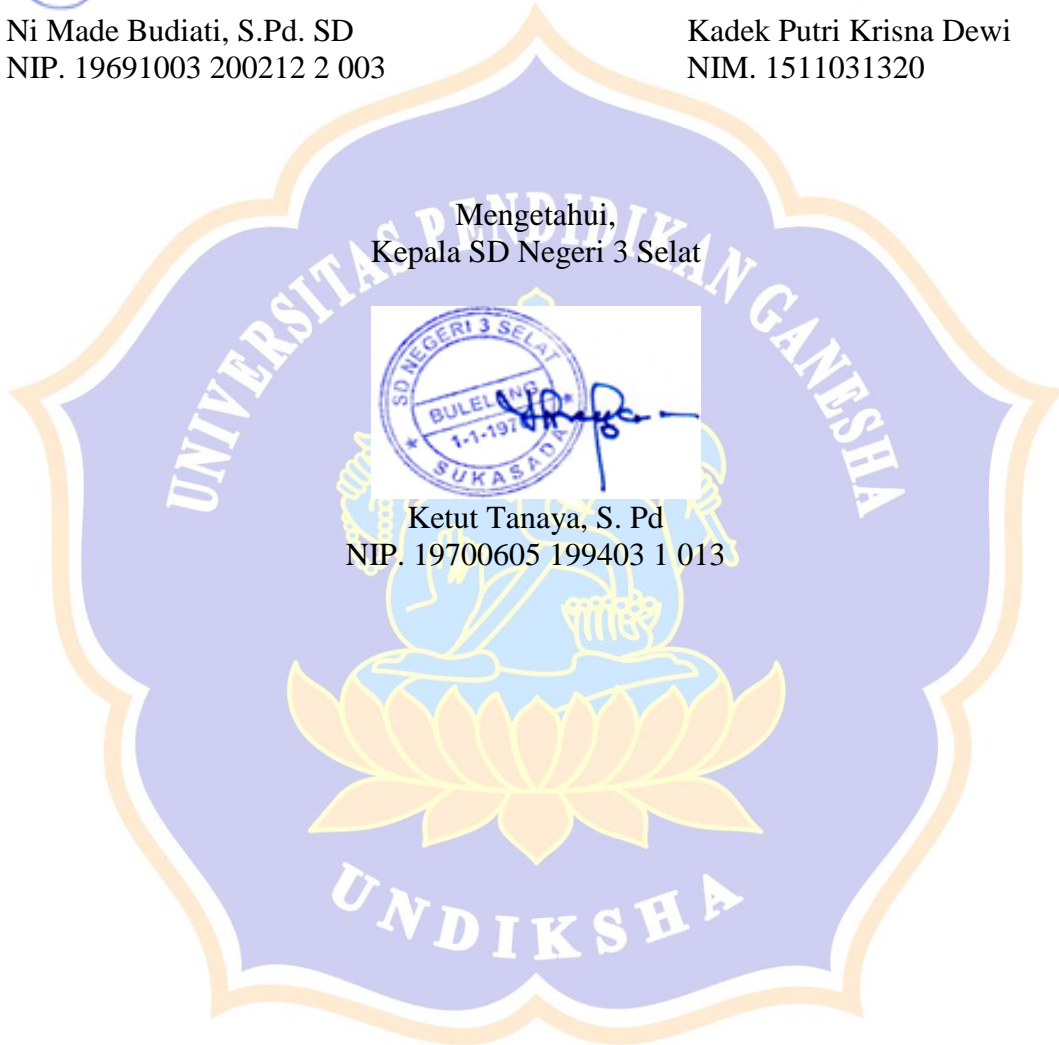 Ni Made Budiati, S.Pd. SD
NIP. 19691003 200212 2 003
Kadek Putri Krisna Dewi
NIM. 1511031320
Mengetahui,
Kepala SD Negeri 3 Selat
SD NEGERI 3 SELAT
BULELENG
SUKASADA
Ketut Tanaya, S. Pd
NIP. 19700605 199403 1 013
UNIVERSITAS PENDIDIKAN GANESHA
UNDIKSHA